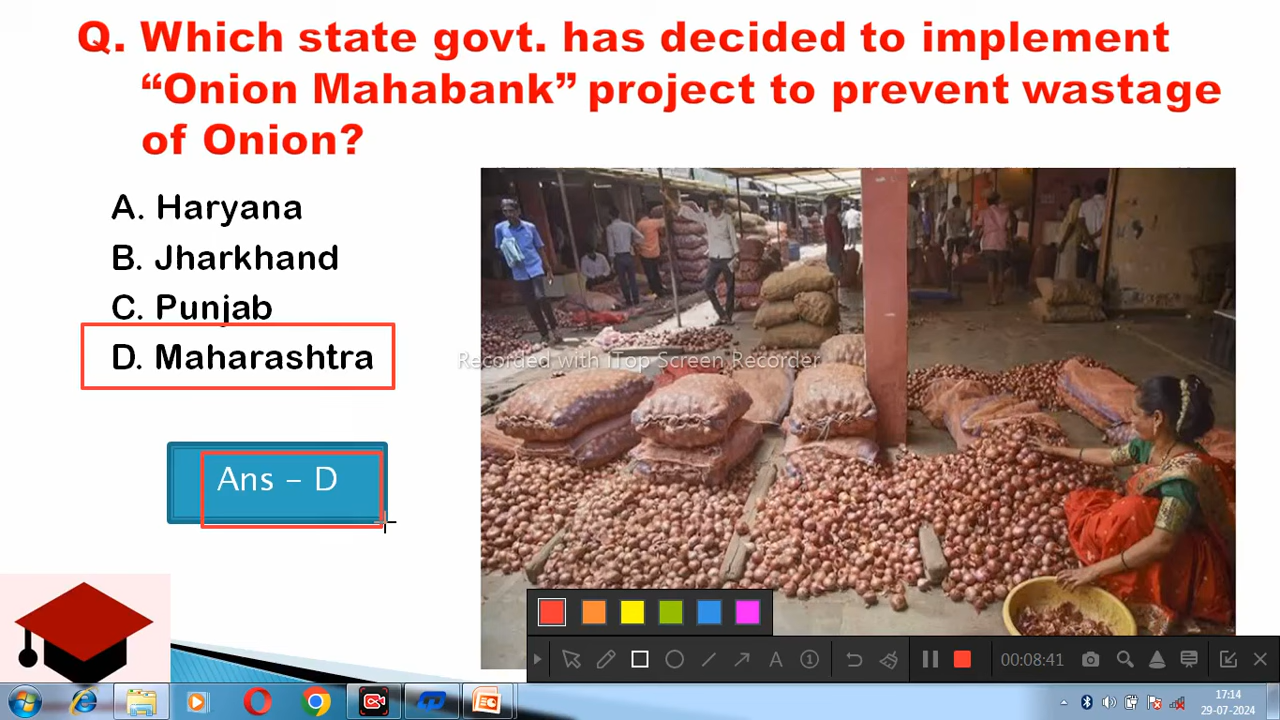 Q. Which state govt. has decided to implement
“Onion Mahabank” project to prevent wastage
of Onion?
A. Haryana
B. Jharkhand
C. Punjab
D. Maharashtra
Recorded with iTop Screen Recorder
Ans – D
00:08:41
17:14
29-07-2024